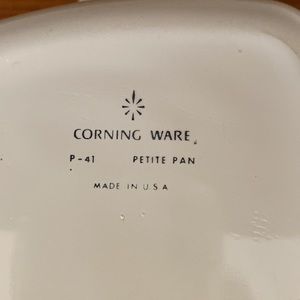 CORNING WARE
P-41 PETITE PAN
MADE IN U.S.A